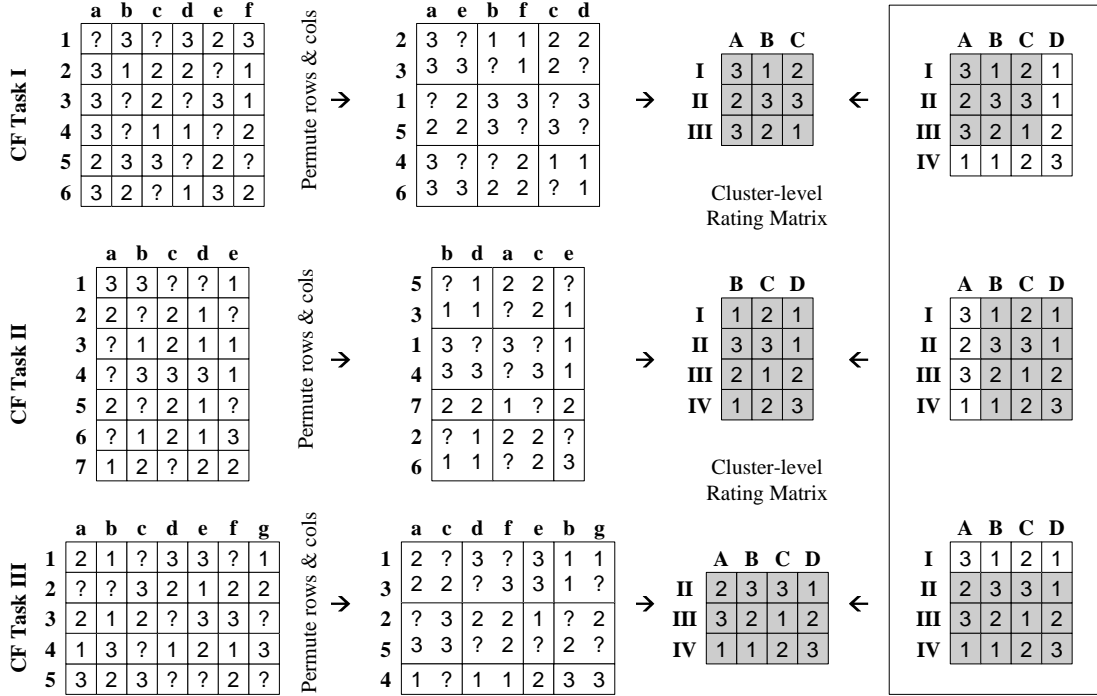 CF Task I
a b c d e f
1 ? 3 ? 3 2 3
2 3 1 2 2 ? 1
3 3 ? 2 ? 3 1
4 3 ? 1 1 ? 2
5 2 3 3 ? 2 ?
6 3 2 ? 1 3 2
Permute rows & cols
a e b f c d
2 3 ? 1 1 2 2
3 3 3 ? 1 2 ?
1 ? 2 3 3 ? 3
5 2 2 3 ? 3 ?
4 3 ? ? 2 1 1
6 3 3 2 2 ? 1
A B C
I 3 1 2
II 2 3 3
III 3 2 1
Cluster-level
Rating Matrix
A B C D
I 3 1 2 1
II 2 3 3 1
III 3 2 1 2
IV 1 1 2 3
CF Task II
a b c d e
1 3 3 ? ? 1
2 2 ? 2 1 ?
3 ? 1 2 1 1
4 ? 3 3 3 1
5 2 ? 2 1 ?
6 ? 1 2 1 3
7 1 2 ? 2 2
Permute rows & cols
b d a c e
5 ? 1 2 2 ?
3 1 1 ? 2 1
1 3 ? 3 ? 1
4 3 3 ? 3 1
7 2 2 1 ? 2
2 ? 1 2 2 ?
6 1 1 ? 2 3
B C D
I 1 2 1
II 3 3 1
III 2 1 2
IV 1 2 3
Cluster-level
Rating Matrix
A B C D
I 3 1 2 1
II 2 3 3 1
III 3 2 1 2
IV 1 1 2 3
CF Task III
a b c d e f g
1 2 1 ? 3 3 ? 1
2 ? ? 3 2 1 2 2
3 2 1 2 ? 3 3 ?
4 1 3 ? 1 2 1 3
5 3 2 3 ? ? 2 ?
Permute rows & cols
a c d f e b g
1 2 ? 3 ? 3 1 1
3 2 2 ? 3 3 1 ?
2 ? 3 2 2 1 ? 2
5 3 3 ? 2 ? 2 ?
4 1 ? 1 1 2 3 3
A B C D
II 2 3 3 1
III 3 2 1 2
IV 1 1 2 3
A B C D
I 3 1 2 1
II 2 3 3 1
III 3 2 1 2
IV 1 1 2 3